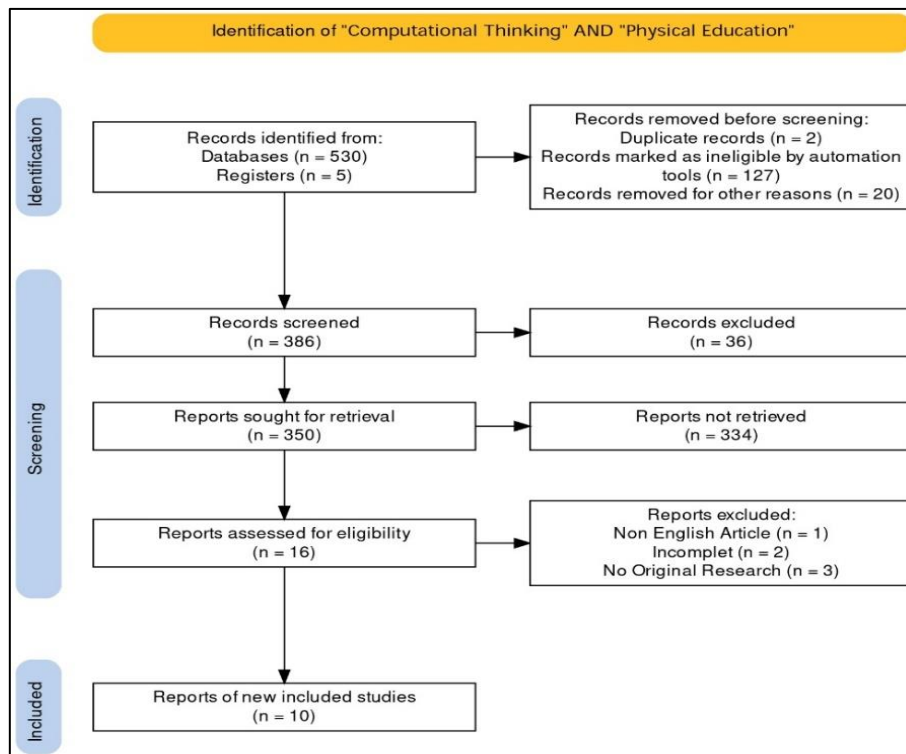 Identification of "Computational Thinking" AND "Physical Education"
Identification
Records identified from:
Databases (n = 530)
Registers (n = 5)
Records removed before screening:
Duplicate records (n = 2)
Records marked as ineligible by automation
tools
(n = 127)
Records removed for other reasons (n = 20)
Screening
Records screened
(n = 386)
Records excluded
(n = 36)
Reports sought for retrieval
(n = 350)
Reports not retrieved
(n = 334)
Reports assessed for eligibility
(n = 16)
Reports excluded:
Non English Article (n = 1)
Incomplet (n = 2)
No Original Research (n = 3)
Included
Reports of new included studies
(n = 10)